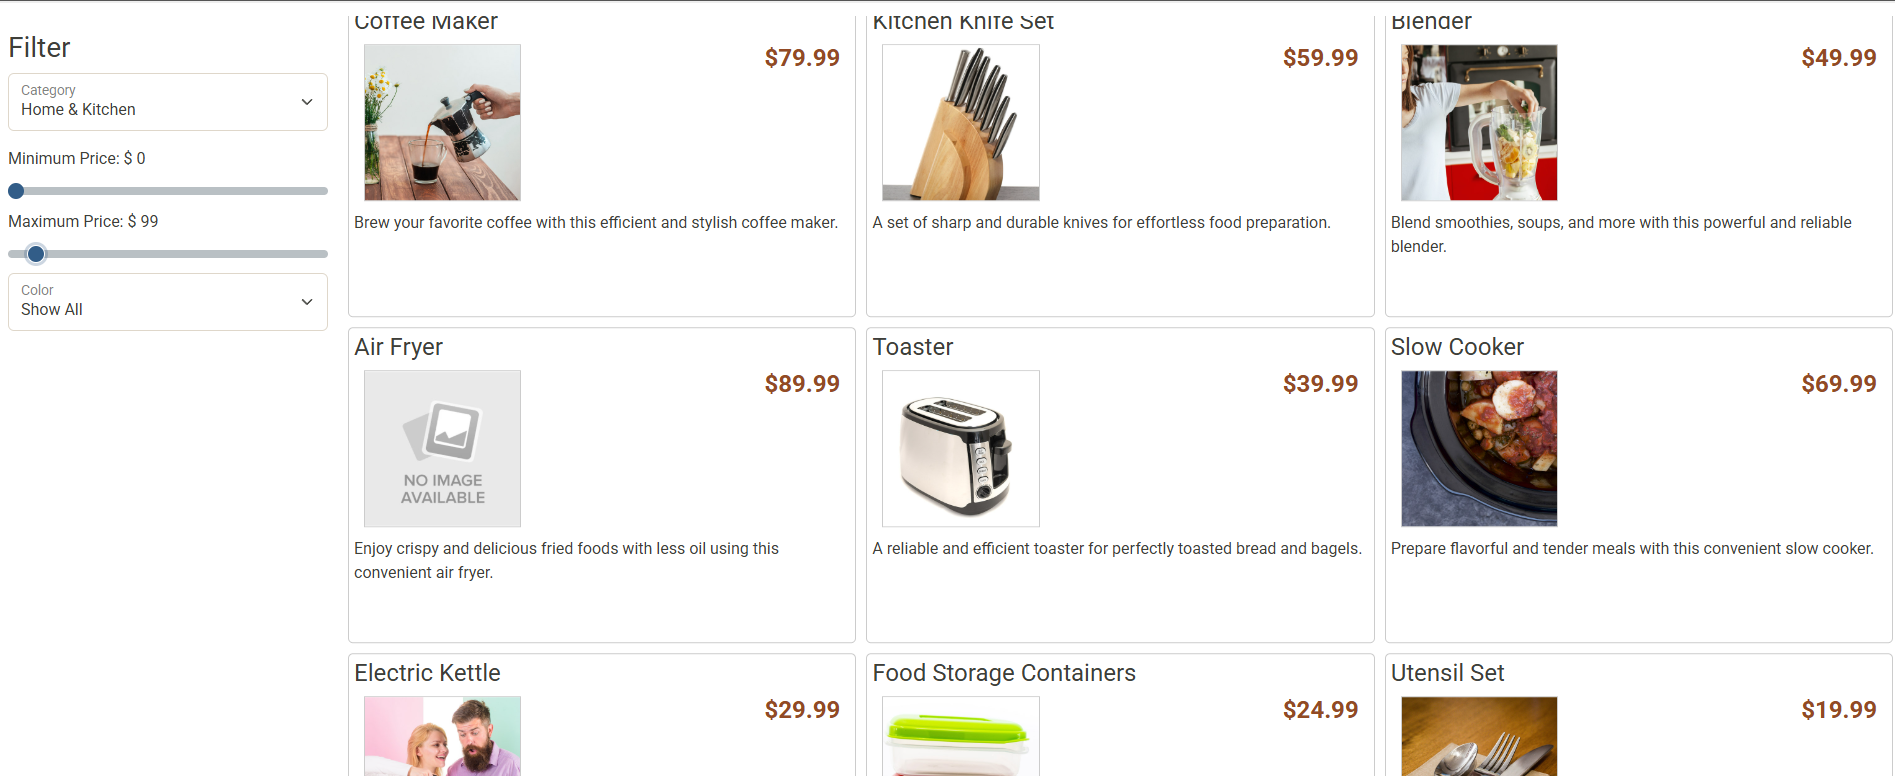 Filter
Category
Home & Kitchen
Minimum Price: $ 0
Maximum Price: $ 99
Color
Show All
Coffee Maker
$79.99
Brew your favorite coffee with this efficient and stylish coffee maker.
Kitchen Knife Set
$59.99
A set of sharp and durable knives for effortless food preparation.
Blender
$49.99
Blend smoothies, soups, and more with this powerful and reliable
blender.
Air Fryer
$89.99
NO IMAGE
AVAILABLE
Enjoy crispy and delicious fried foods with less oil using this
convenient air fryer.
Toaster
$39.99
A reliable and efficient toaster for perfectly toasted bread and bagels.
Slow Cooker
$69.99
Prepare flavorful and tender meals with this convenient slow cooker.
Electric Kettle
$29.99
Food Storage Containers
$24.99
Utensil Set
$19.99